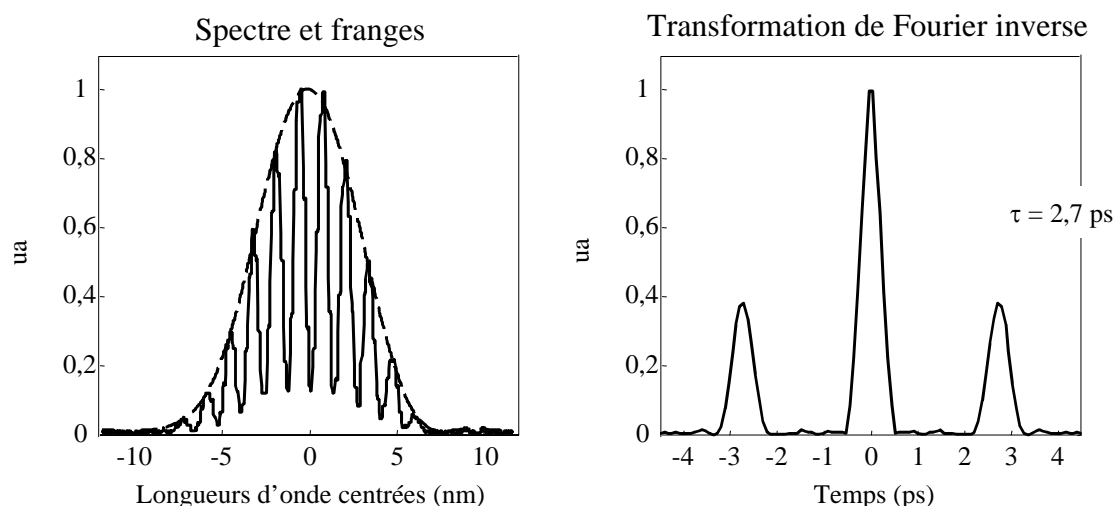 Spectre et franges
1
0,8
0,6
0,4
0,2
0
ua
-10 -5 0 5 10
Longueurs d’onde centrées (nm)
Transformation de Fourier inverse
1
0,8
0,6
0,4
0,2
0
ua
τ = 2,7 ps
-4 -3 -2 -1 0 1 2 3 4
Temps (ps)